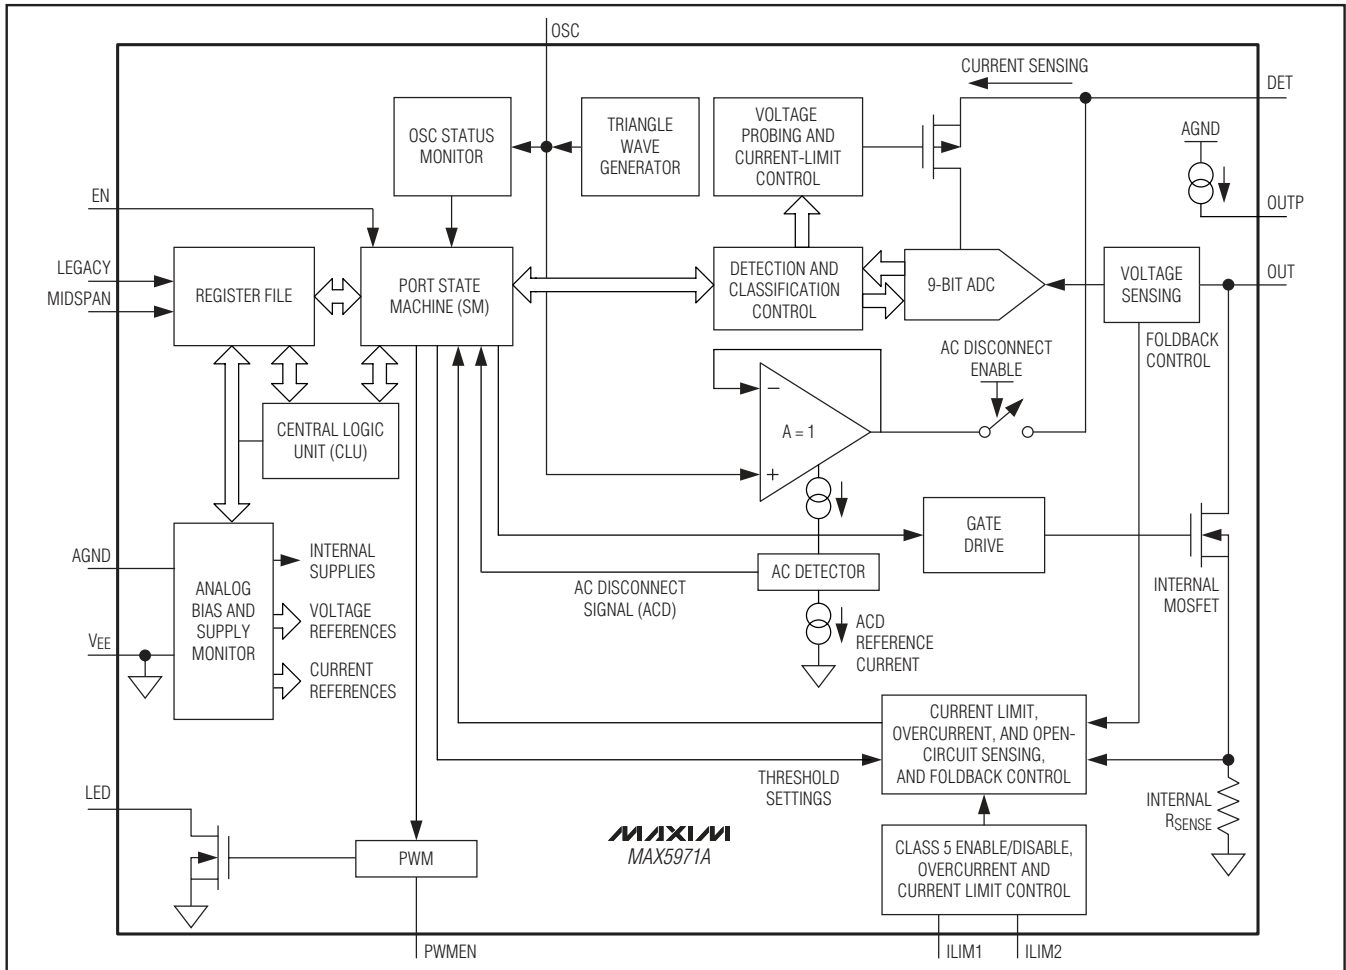 OSC
CURRENT SENSING
DET
OSC STATUS
MONITOR
TRIANGLE
WAVE
GENERATOR
VOLTAGE
PROBING AND
CURRENT-LIMIT
CONTROL
AGND
OUTP
EN
LEGACY
MIDSPAN
REGISTER FILE
PORT STATE
MACHINE (SM)
DETECTION AND
CLASSIFICATION
CONTROL
9-BIT ADC
VOLTAGE
SENSING
OUT
FOLDBACK
CONTROL
AC DISCONNECT
ENABLE
CENTRAL LOGIC
UNIT (CLU)
−
A = 1
+
AGND
VEE
ANALOG
BIAS AND
SUPPLY
MONITOR
INTERNAL
SUPPLIES
VOLTAGE
REFERENCES
CURRENT
REFERENCES
GATE
DRIVE
AC DETECTOR
AC DISCONNECT
SIGNAL (ACD)
ACD
REFERENCE
CURRENT
INTERNAL
MOSFET
CURRENT LIMIT,
OVERCURRENT, AND OPEN-
CIRCUIT SENSING,
AND FOLDBACK CONTROL
THRESHOLD
SETTINGS
INTERNAL
RSENSE
LED
PWM
MAXIM
MAX5971A
CLASS 5 ENABLE/DISABLE,
OVERCURRENT AND
CURRENT LIMIT CONTROL
PWMEN
ILIM1
ILIM2